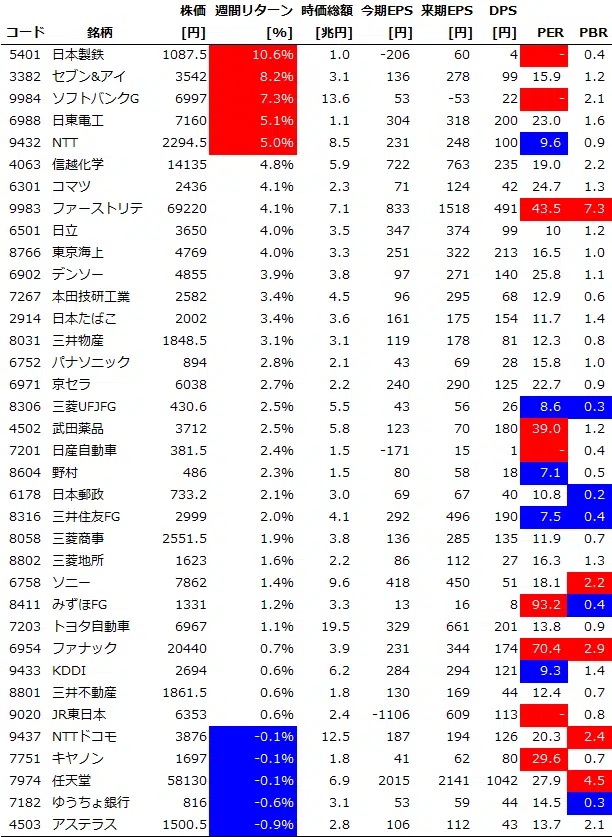 株価 週間リターン 時価総額 今期EPS 来期EPS DPS
コード 銘柄 [円] [%] [兆円] [円] [円] [円] PER PBR
5401 日本製鉄 1087.5 10.6% 1.0 -206 60 4 - 0.4
3382 セブン&アイ 3542 8.2% 3.1 136 278 99 15.9 1.2
9984 ソフトバンクG 6997 7.3% 13.6 53 -53 22 - 2.1
6988 日東電工 7160 5.1% 1.1 304 318 200 23.0 1.6
9432 NTT 2294.5 5.0% 8.5 231 248 100 9.6 0.9
4063 信越化学 14135 4.8% 5.9 722 763 235 19.0 2.2
6301 コマツ 2436 4.1% 2.3 71 124 42 24.7 1.3
9983 ファーストリテ 69220 4.1% 7.1 833 1518 491 43.5 7.3
6501 日立 3650 4.0% 3.5 347 374 99 10 1.2
8766 東京海上 4769 4.0% 3.3 251 322 213 16.5 1.0
6902 デンソー 4855 3.9% 3.8 97 271 140 25.8 1.1
7267 本田技研工業 2582 3.4% 4.5 96 295 68 12.9 0.6
2914 日本たばこ 2002 3.4% 3.6 161 175 154 11.7 1.4
8031 三井物産 1848.5 3.1% 3.1 119 178 81 12.3 0.8
6752 パナソニック 894 2.8% 2.1 43 69 28 15.8 1.0
6971 京セラ 6038 2.7% 2.2 240 290 125 22.7 0.9
8306 三菱UFJFG 430.6 2.5% 5.5 43 56 26 8.6 0.3
4502 武田薬品 3712 2.5% 5.8 123 70 180 39.0 1.2
7201 日産自動車 381.5 2.4% 1.5 -171 15 1 - 0.4
8604 野村 486 2.3% 1.5 80 58 18 7.1 0.5
6178 日本郵政 733.2 2.1% 3.0 69 67 40 10.8 0.2
8316 三井住友FG 2999 2.0% 4.1 292 496 190 7.5 0.4
8058 三菱商事 2551.5 1.9% 3.8 136 285 135 11.9 0.7
8802 三菱地所 1623 1.6% 2.2 86 112 27 16.3 1.3
6758 ソニー 7862 1.4% 9.6 418 450 51 18.1 2.2
8411 みずほFG 1331 1.2% 3.3 13 16 8 93.2 0.4
7203 トヨタ自動車 6967 1.1% 19.5 329 661 201 13.8 0.9
6954 ファナック 20440 0.7% 3.9 231 344 174 70.4 2.9
9433 KDDI 2694 0.6% 6.2 284 294 121 9.3 1.4
8801 三井不動産 1861.5 0.6% 1.8 130 169 44 12.4 0.7
9020 JR東日本 6353 0.6% 2.4 -1106 609 113 - 0.8
9437 NTTドコモ 3876 -0.1% 12.5 187 194 126 20.3 2.4
7751 キヤノン 1697 -0.1% 1.8 41 62 80 29.6 0.7
7974 任天堂 58130 -0.1% 6.9 2015 2141 1042 27.9 4.5
7182 ゆうちょ銀行 816 -0.6% 3.1 53 59 44 14.5 0.3
4503 アステラス 1500.5 -0.9% 2.8 106 112 43 13.7 2.1